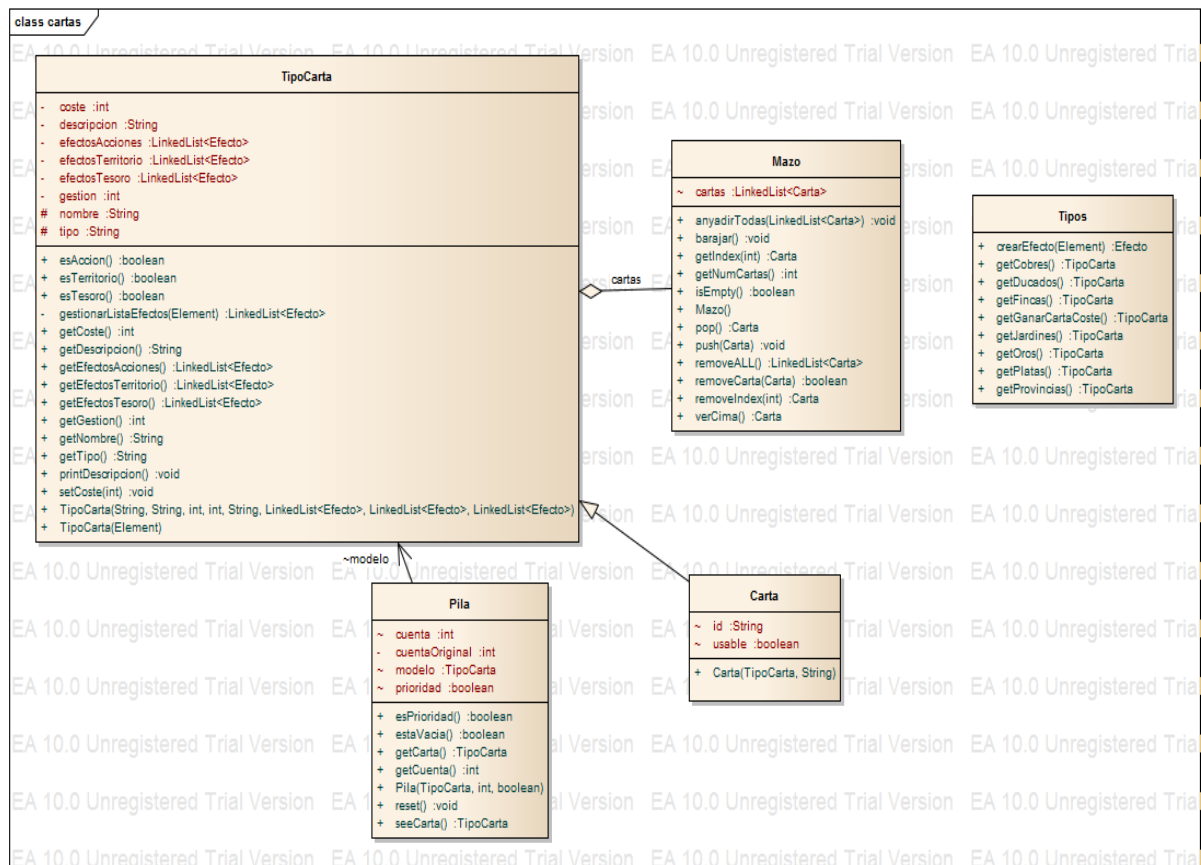 class cartas
TipoCarta
- coste :int
- descripcion :String
- efectosAcciones :LinkedList<Efecto>
- efectosTerritorio :LinkedList<Efecto>
- efectosTesoro :LinkedList<Efecto>
- gestion :int
# nombre :String
# tipo :String
+ esAccion() :boolean
+ esTerritorio() :boolean
+ esTesoro() :boolean
- gestionarListaEfectos(Element) :LinkedList<Efecto>
+ getCoste() :int
+ getDescripcion() :String
+ getEfectosAcciones() :LinkedList<Efecto>
+ getEfectosTerritorio() :LinkedList<Efecto>
+ getEfectosTesoro() :LinkedList<Efecto>
+ getGestion() :int
+ getNombre() :String
+ getTipo() :String
+ printDescripcion() :void
+ setCoste(int) :void
+ TipoCarta(String, String, int, int, String, LinkedList<Efecto>, LinkedList<Efecto>, LinkedList<Efecto>)
+ TipoCarta(Element)
cartas
Mazo
~ cartas :LinkedList<Carta>
+ anyadirTodas(LinkedList<Carta>) :void
+ barajar() :void
+ getIndex(int) :Carta
+ getNumCartas() :int
+ isEmpty() :boolean
+ Mazo()
+ pop() :Carta
+ push(Carta) :void
+ removeALL() :LinkedList<Carta>
+ removeCarta(Carta) :boolean
+ removeIndex(int) :Carta
+ verCima() :Carta
Tipos
+ crearEfecto(Element) :Efecto
+ getCobres() :TipoCarta
+ getDucados() :TipoCarta
+ getFincas() :TipoCarta
+ getGanarCartaCoste() :TipoCarta
+ getJardines() :TipoCarta
+ getOros() :TipoCarta
+ getPlatas() :TipoCarta
+ getProvincias() :TipoCarta
~modelo
Pila
~ cuenta :int
- cuentaOriginal :int
~ modelo :TipoCarta
~ prioridad :boolean
+ esPrioridad() :boolean
+ estaVacia() :boolean
+ getCarta() :TipoCarta
+ getCuenta() :int
+ Pila(TipoCarta, int, boolean)
+ reset() :void
+ seeCarta() :TipoCarta
Carta
~ id :String
~ usable :boolean
+ Carta(TipoCarta, String)
EA 10.0 Unregistered Trial Version